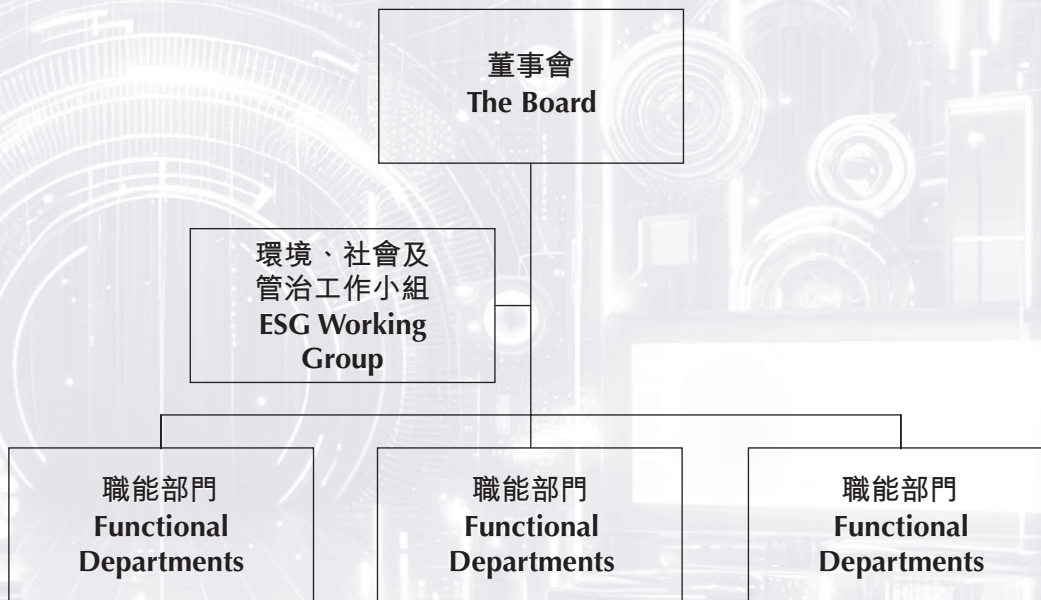 董事會
The Board
環境、社會及
管治工作小組
ESG Working
Group
職能部門
Functional
Departments
職能部門
Functional
Departments
職能部門
Functional
Departments